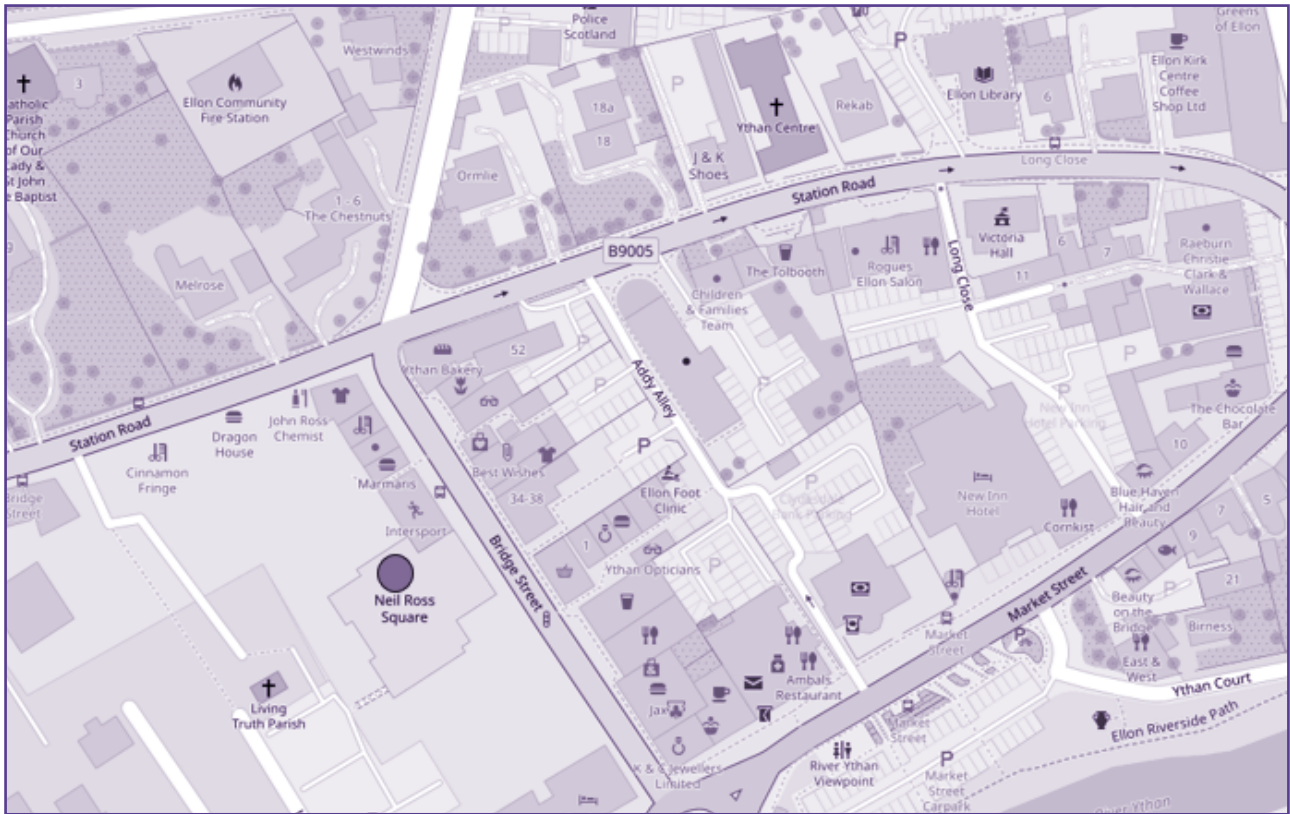 Police
Scotland
Greens
of Ellon
Westwinds
3
Ellon Community
Fire Station
atholic
Parish
Church
of Our
Lady &
St John
e Baptist
P
P
P
18a
18
Ythan Centre
Rekab
Ellon Library
6
Ellon Kirk
Centre
Coffee
Shop Ltd
Long Close
J & K
Shoes
Ormlie
1 - 6
The Chestnuts
Station Road
B9005
Melrose
9
The Tolbooth
Rogues
Ellon Salon
Long Close
Victoria
Hall
6
7
11
Raeburn
Christie
Clark &
Wallace
Children
& Families
Team
52
Ythan Bakery
P
P
P
P
P
Addy Alley
New Inn
Hotel Parking
The Chocolate
Bar
10
Station Road
Dragon
House
John Ross
Chemist
Cinnamon
Fringe
Marmaris
Best Wishes
34-38
Bridge
Street
Intersport
Ellon Foot
Clinic
P
Clydesdale
Bank Parking
New Inn
Hotel
Cornkist
Blue Haven
Hair and
Beauty
7
5
9
1
Ythan Opticians
P
Bridge Street
Neil Ross
Square
Market Street
Beauty
on the
Bridge
P
21
Birness
Market
Street
P
East &
West
Ythan Court
Living
Truth Parish
Ambals
Restaurant
Jax
Market
Street
Ellon Riverside Path
K & G Jewellers
Limited
River Ythan
Viewpoint
P
Market
Street
Carpark
River Ythan